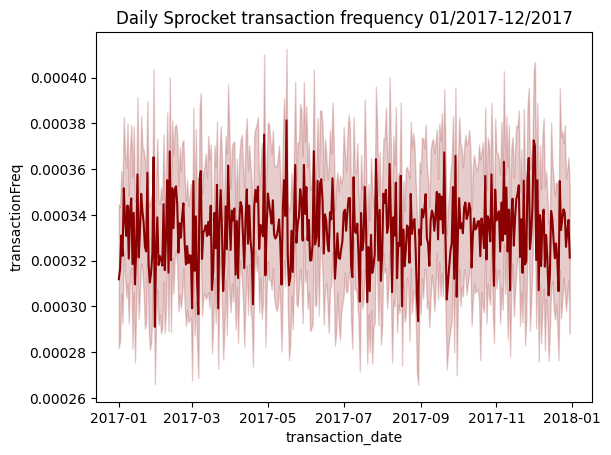 Daily Sprocket transaction frequency 01/2017-12/2017
transactionFreq
0.00040
0.00038
0.00036
0.00034
0.00032
0.00030
0.00028
0.00026
2017-01 2017-03 2017-05 2017-07 2017-09 2017-11 2018-01
transaction_date